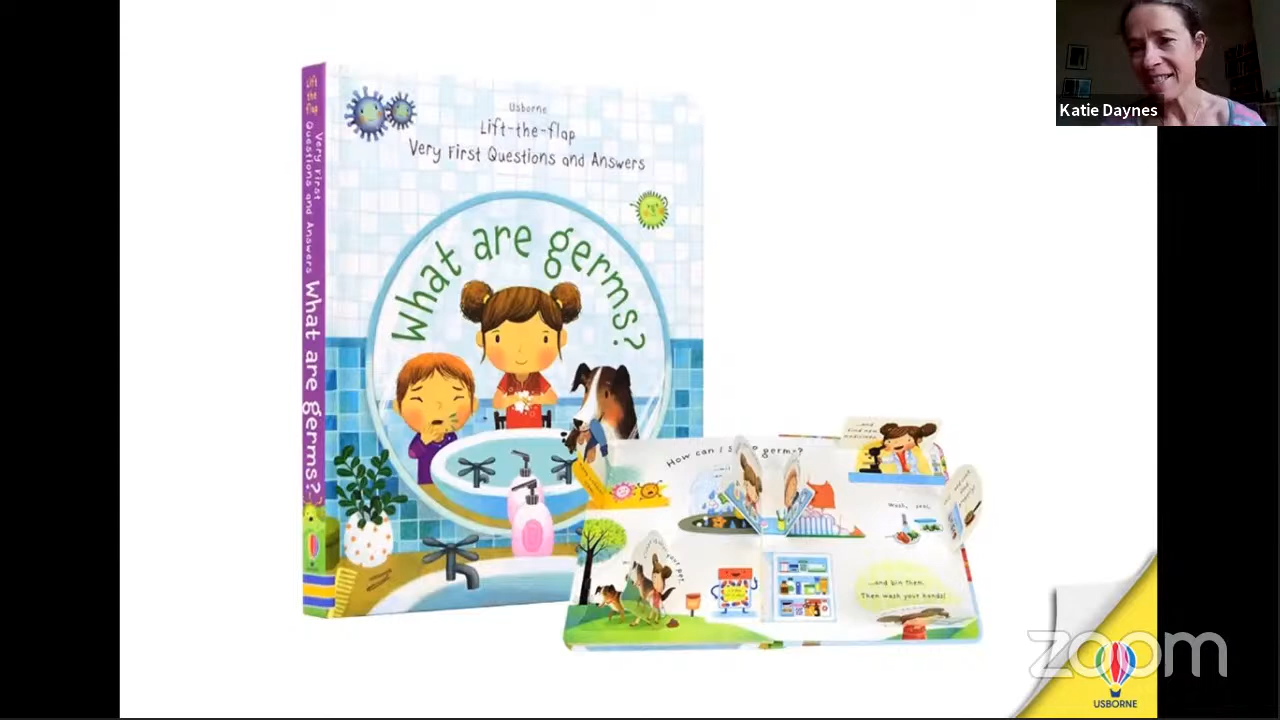 Katie Daynes
Usborne
Lift-the-flap
Very First Questions and Answers
What are germs?
Lift the flap
Very First
Questions and Answers
What are germs?
How can I
germs?
...and
find new
medicines.
wash, peel,
...and bin them.
Then wash your hands!
zoom
USBORNE